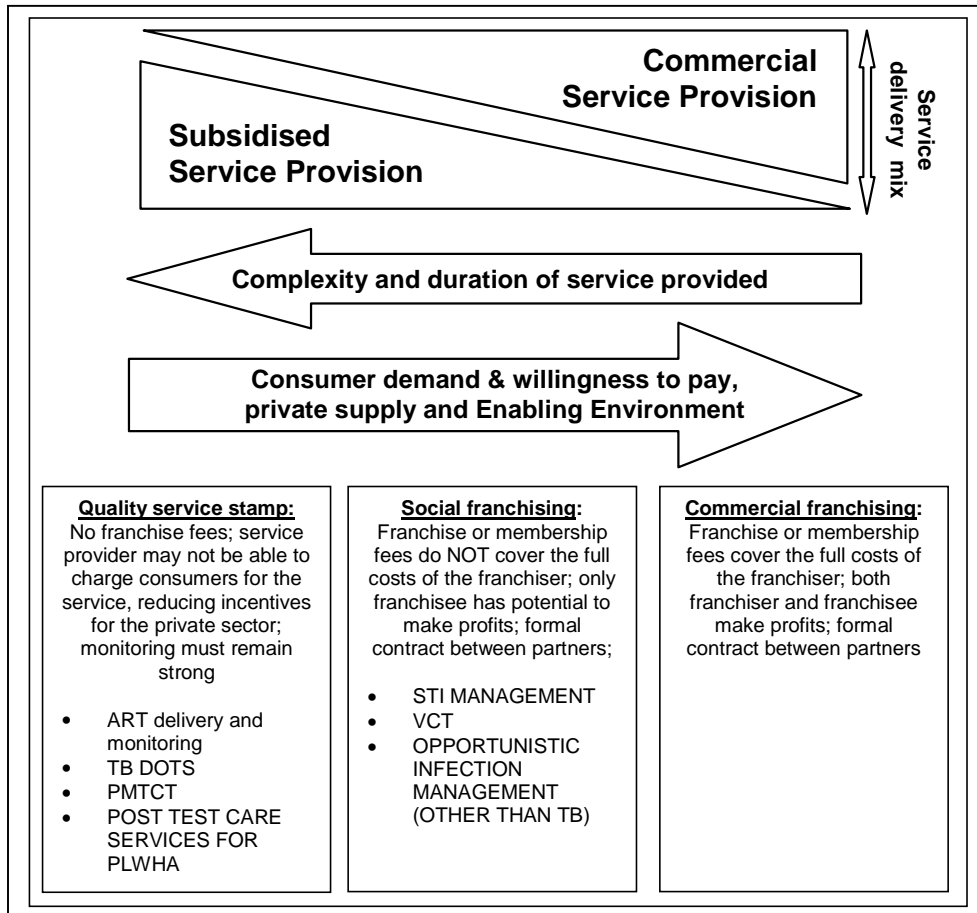 Commercial
Service Provision
Service
delivery mix
Subsidised
Service Provision
Complexity and duration of service provided
Consumer demand & willingness to pay,
private supply and Enabling Environment
Quality service stamp:
No franchise fees; service
provider may not be able to
charge consumers for the
service, reducing incentives
for the private sector;
monitoring must remain
strong
• ART delivery and
monitoring
• TB DOTS
• PMTCT
• POST TEST CARE
SERVICES FOR
PLWHA
Social franchising:
Franchise or membership
fees do NOT cover the full
costs of the franchiser; only
franchisee has potential to
make profits; formal
contract between partners;
• STI MANAGEMENT
• VCT
• OPPORTUNISTIC
INFECTION
MANAGEMENT
(OTHER THAN TB)
Commercial franchising:
Franchise or membership
fees cover the full costs of
the franchiser; both
franchiser and franchisee
make profits; formal
contract between partners